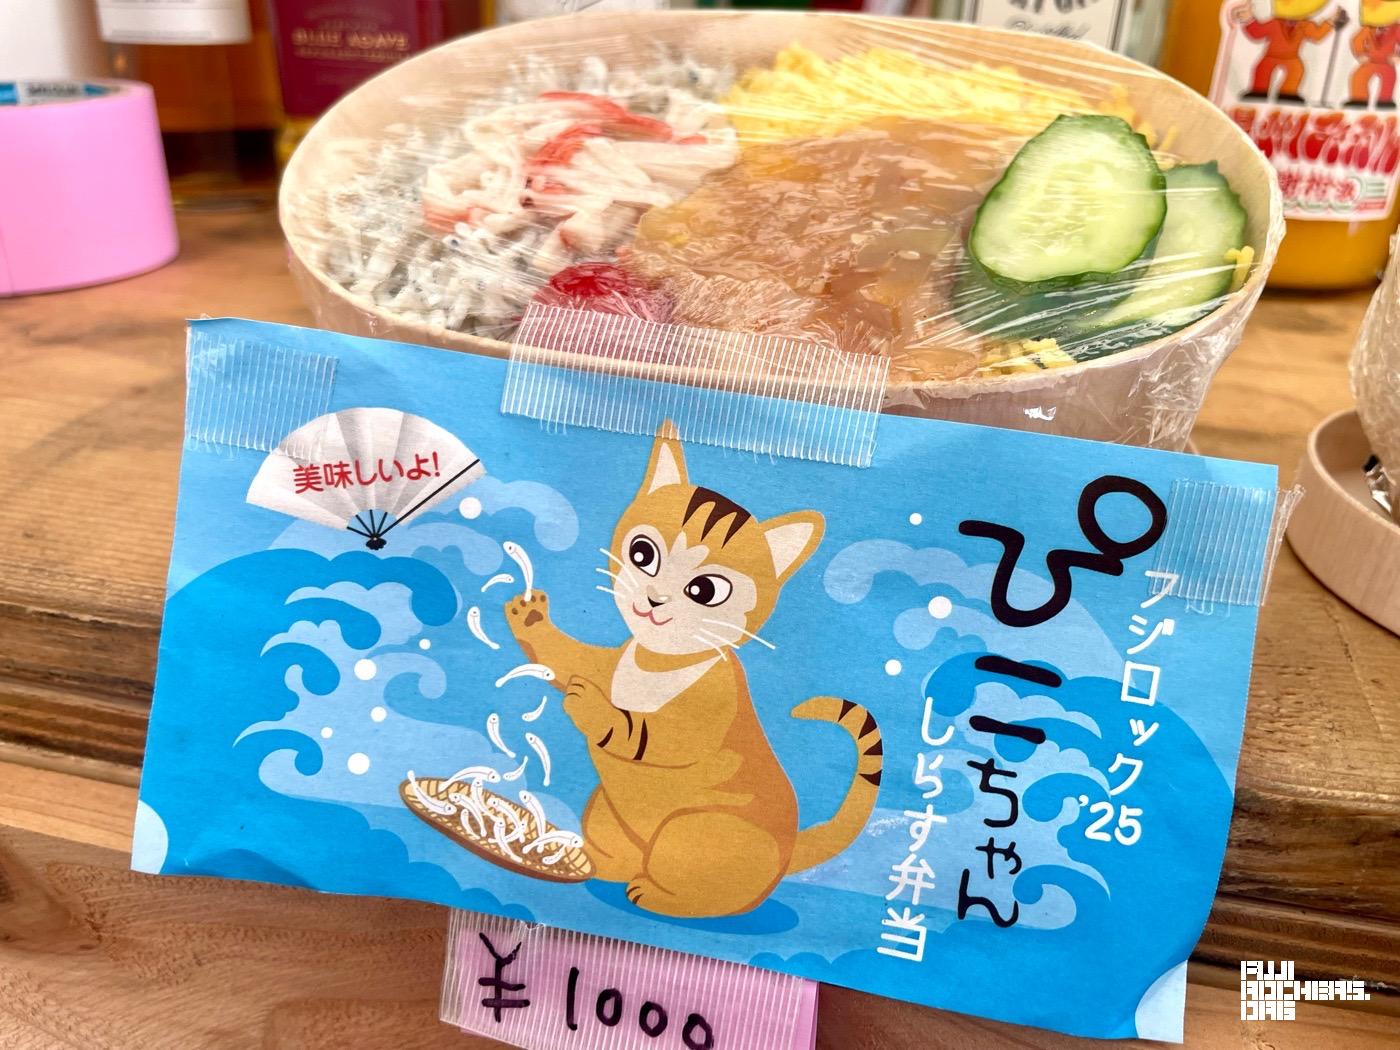 美味しいよ!
フジロック'25
ぴーこちゃん
しらす弁当
¥1000
FUJI
ROCKERS.
ORG